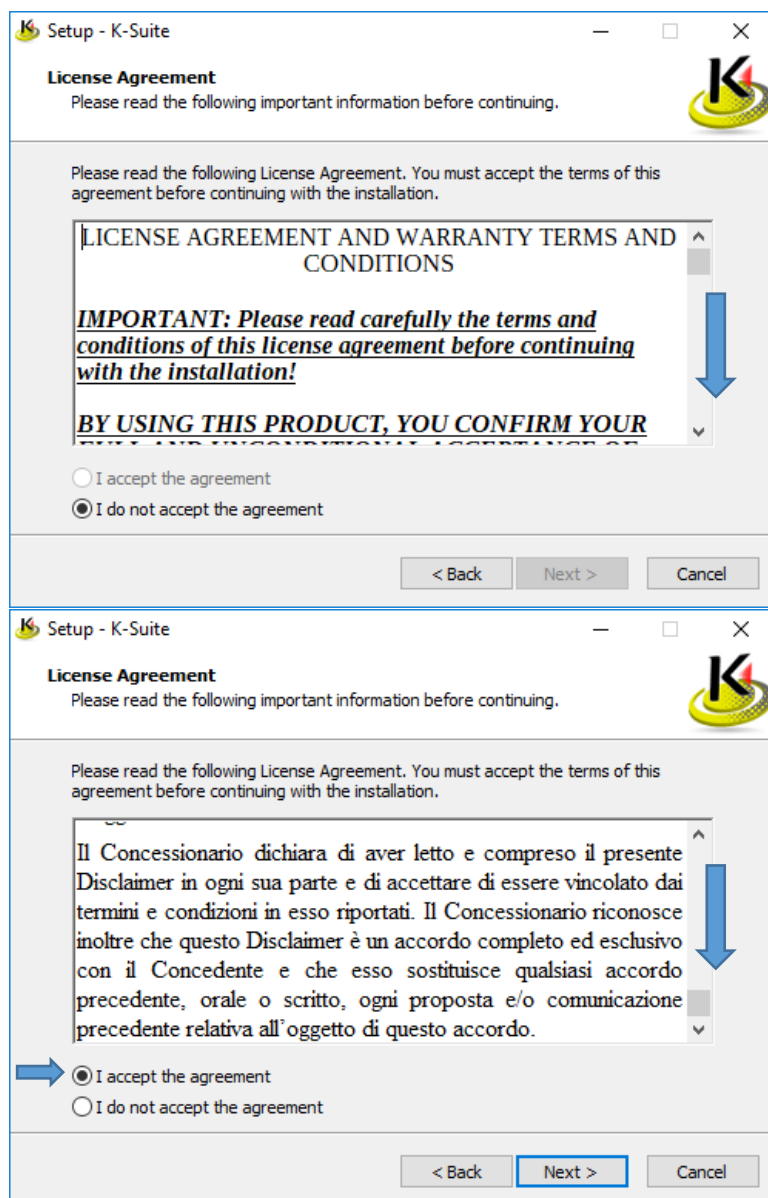 Setup - K-Suite
License Agreement
Please read the following important information before continuing.
Please read the following License Agreement. You must accept the terms of this
agreement before continuing with the installation.
LICENSE AGREEMENT AND WARRANTY TERMS AND
CONDITIONS
IMPORTANT: Please read carefully the terms and
conditions of this license agreement before continuing
with the installation!
BY USING THIS PRODUCT, YOU CONFIRM YOUR
FULL AND UNCONDITIONAL ACCEPTANCE OF
I accept the agreement
I do not accept the agreement
< Back Next > Cancel
Setup - K-Suite
License Agreement
Please read the following important information before continuing.
Please read the following License Agreement. You must accept the terms of this
agreement before continuing with the installation.
Il Concessionario dichiara di aver letto e compreso il presente
Disclaimer in ogni sua parte e di accettare di essere vincolato dai
termini e condizioni in esso riportati. Il Concessionario riconosce
inoltre che questo Disclaimer è un accordo completo ed esclusivo
con il Concedente e che esso sostituisce qualsiasi accordo
precedente, orale o scritto, ogni proposta e/o comunicazione
precedente relativa all'oggetto di questo accordo.
I accept the agreement
I do not accept the agreement
< Back Next > Cancel